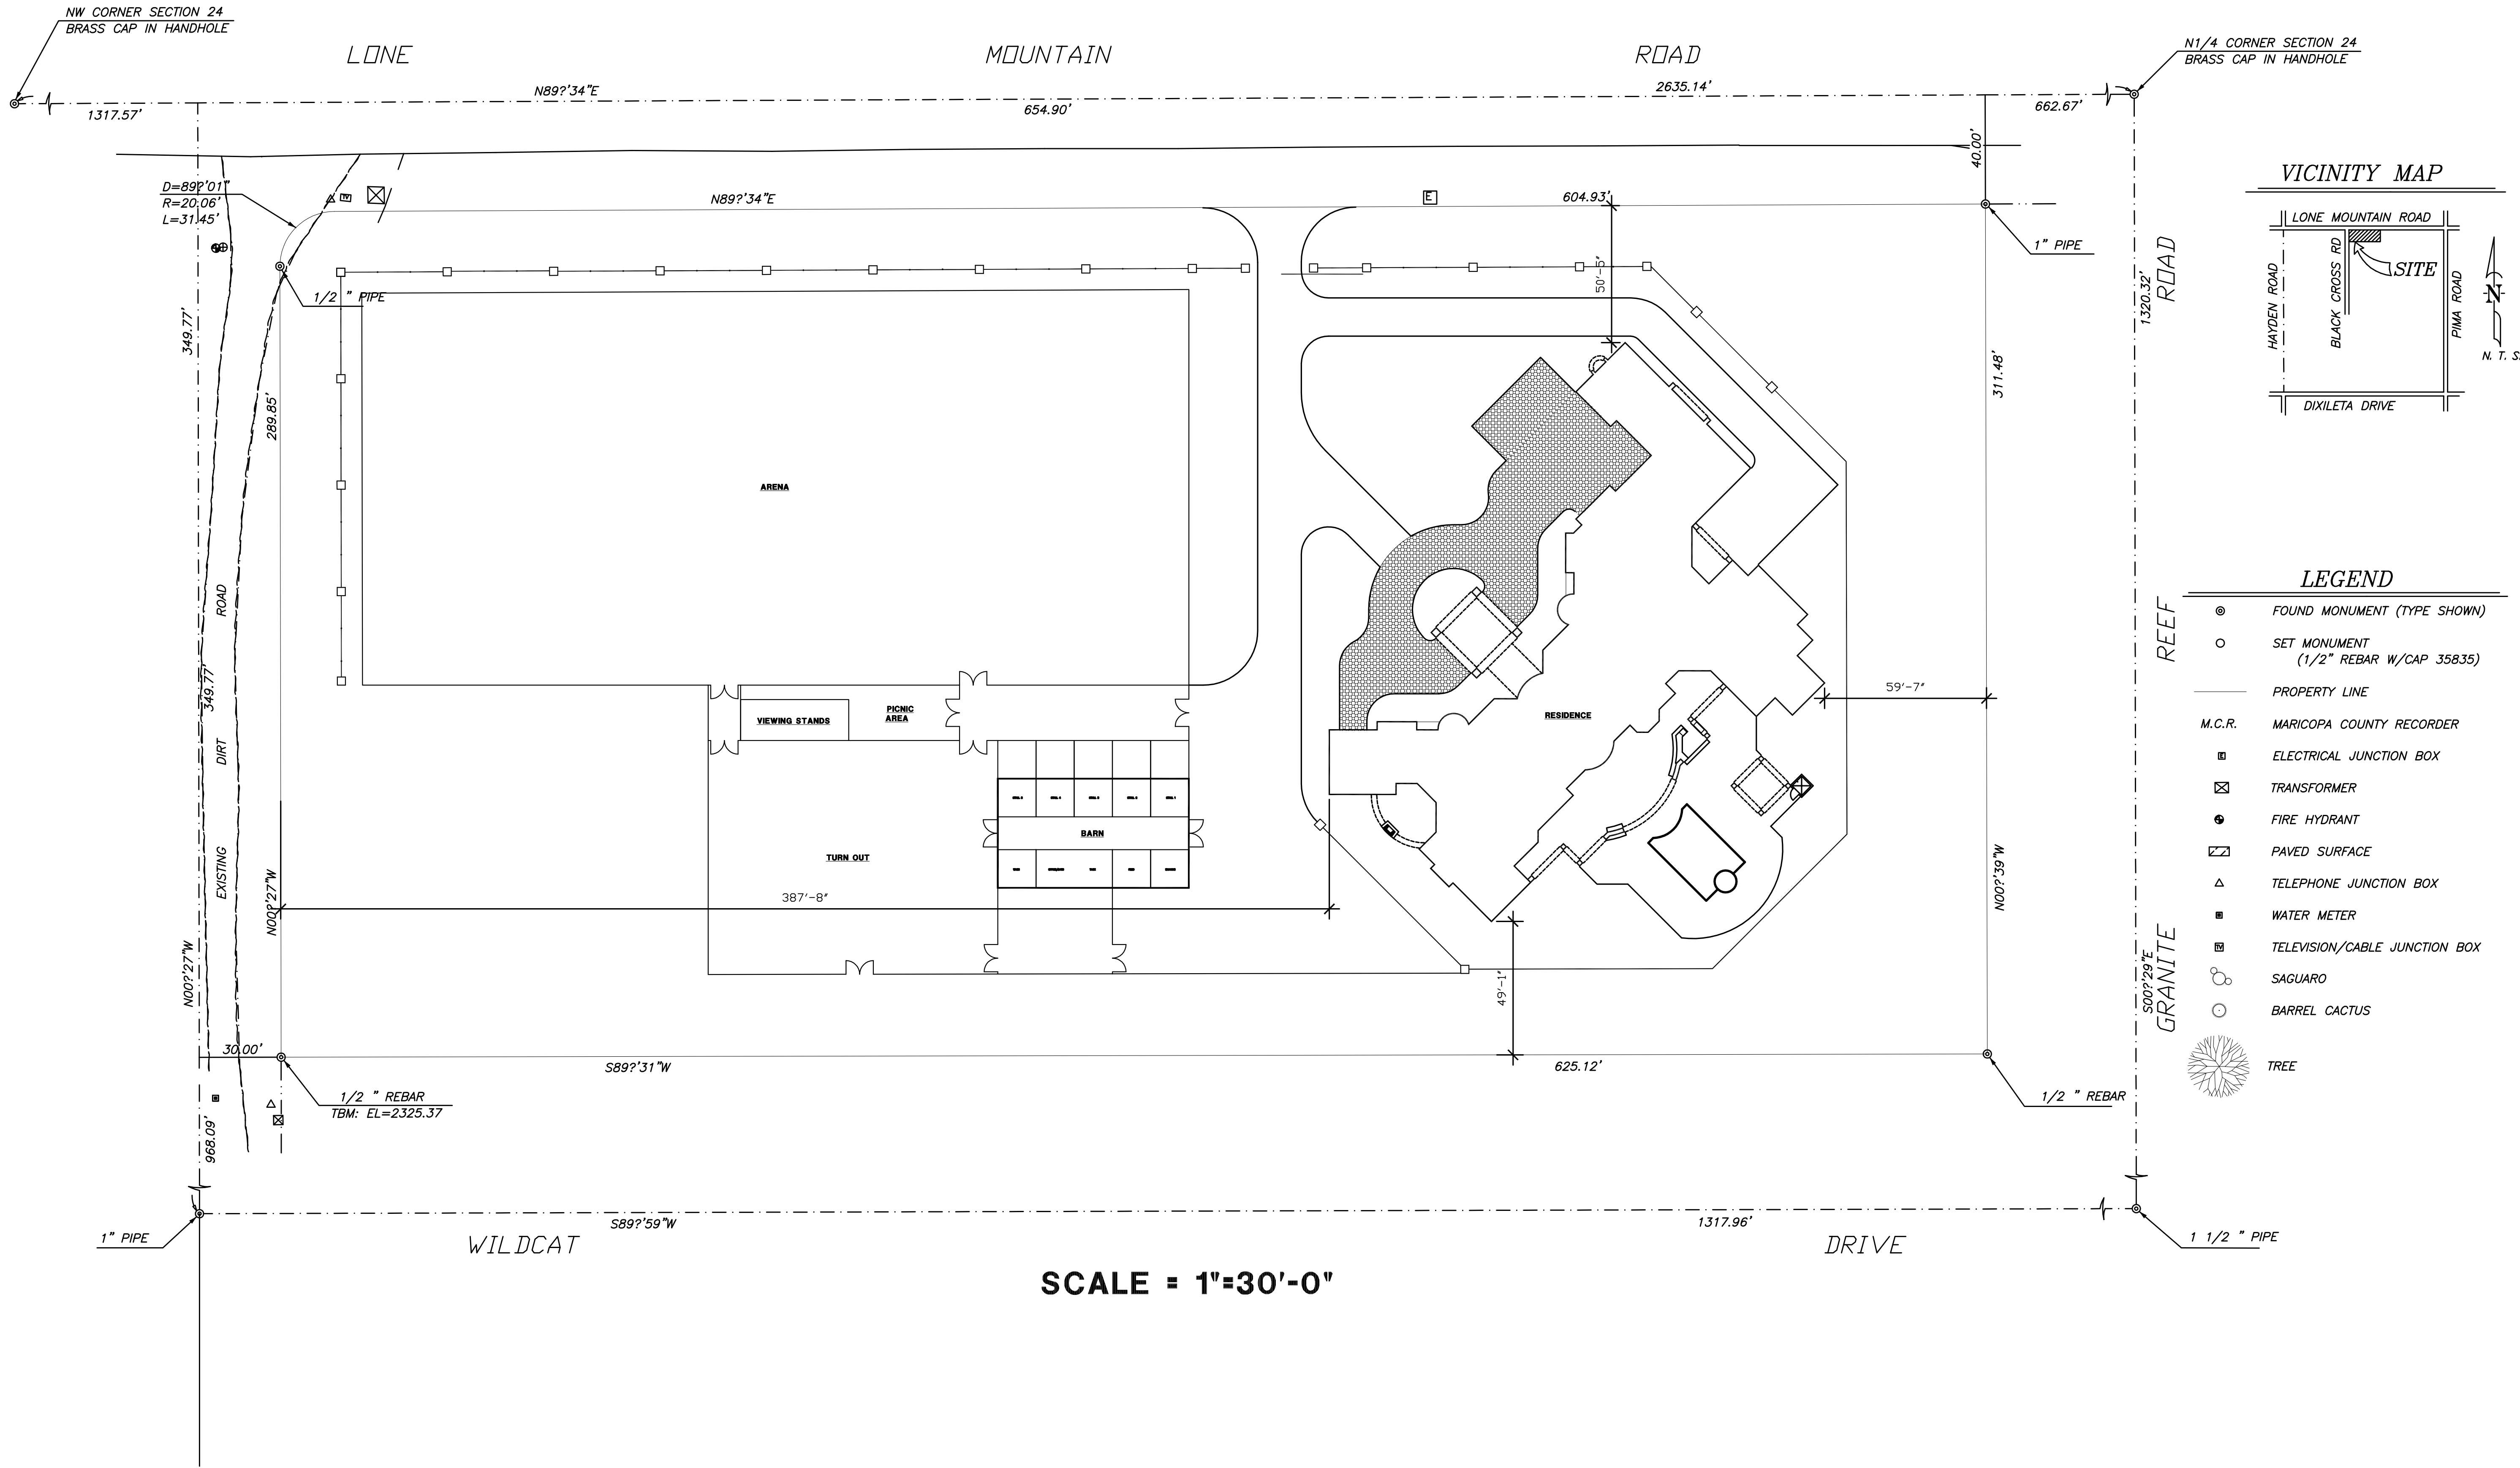 NW CORNER SECTION 24
BRASS CAP IN HANDHOLE
LONE MOUNTAIN ROAD
N1/4 CORNER SECTION 24
BRASS CAP IN HANDHOLE
N89?'34"E
2635.14'
1317.57'
654.90'
662.67'
40.00'
D=89?'01"
R=20.06'
L=31.45'
TV
N89?'34"E
E
604.93'
1" PIPE
1/2 " PIPE
50'-5"
349.77'
289.85'
311.48'
1320.32'
ROAD
VICINITY MAP
LONE MOUNTAIN ROAD
HAYDEN ROAD
BLACK CROSS RD
SITE
PIMA ROAD
N
N. T. S.
DIXILETA DRIVE
ARENA
ROAD
349.77'
DIRT
EXISTING
VIEWING STANDS
PICNIC
AREA
RESIDENCE
59'-7"
BARN
TURN OUT
387'-8"
N00?'27"W
N00?'27"W
N00?'39"W
49'-1"
REEF
S00?'29"E
GRANITE
LEGEND
FOUND MONUMENT (TYPE SHOWN)
SET MONUMENT
(1/2" REBAR W/CAP 35835)
PROPERTY LINE
M.C.R. MARICOPA COUNTY RECORDER
E ELECTRICAL JUNCTION BOX
TRANSFORMER
FIRE HYDRANT
PAVED SURFACE
TELEPHONE JUNCTION BOX
WATER METER
TV TELEVISION/CABLE JUNCTION BOX
SAGUARO
BARREL CACTUS
TREE
30.00'
S89?'31"W
625.12'
1/2 " REBAR
TBM: EL=2325.37
1/2 " REBAR
968.09'
1" PIPE
S89?'59"W
1317.96'
1 1/2 " PIPE
WILDCAT DRIVE
SCALE = 1"=30'-0"